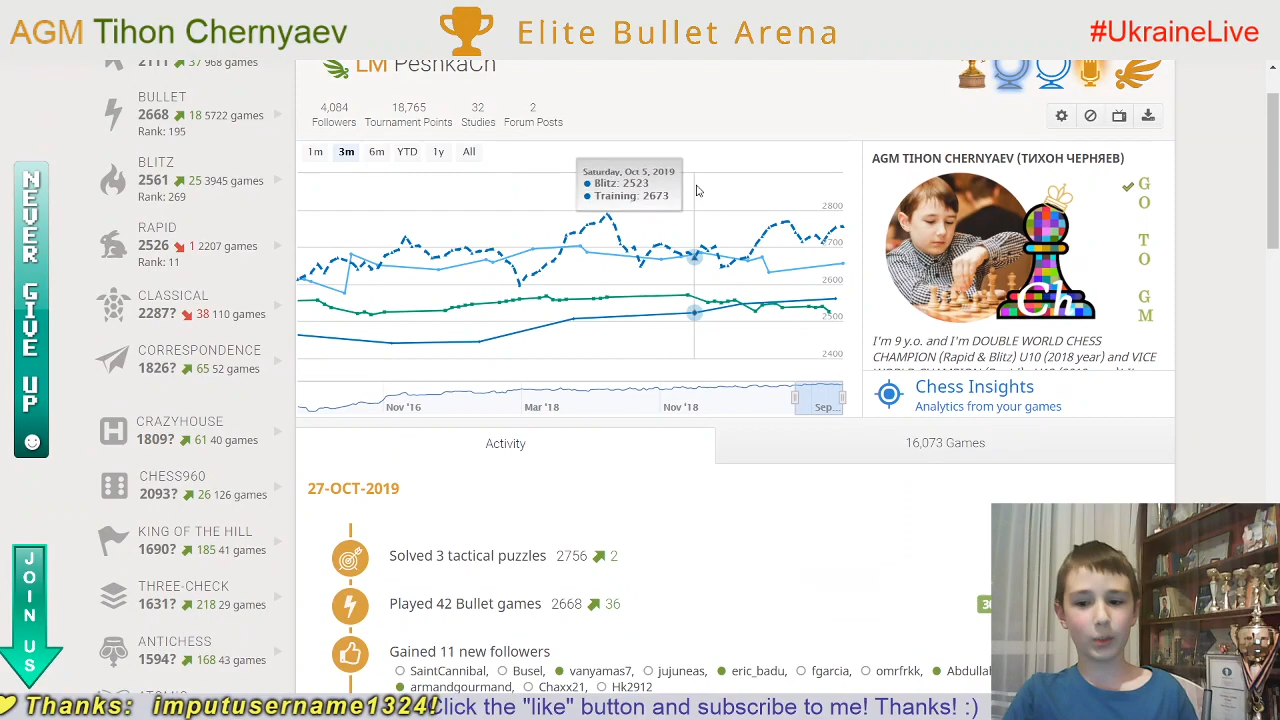 AGM Tihon Chernyaev
Elite Bullet Arena
#UkraineLive
2111 37 968 games
BULLET
2668 18 5722 games
Rank: 195
BLITZ
2561 25 3945 games
Rank: 269
RAPID
2526 1 2207 games
Rank: 11
CLASSICAL
2287? 38 110 games
CORRESPONDENCE
1826? 65 52 games
CRAZYHOUSE
1809? 61 40 games
CHESS960
2093? 26 126 games
KING OF THE HILL
1690? 185 41 games
THREE-CHECK
1631? 218 29 games
ANTICHESS
1594? 168 43 games
NEVER GIVE UP
JOIN US
LM PeshkaCh
4,084 18,765 32 2
Followers Tournament Points Studies Forum Posts
1m 3m 6m YTD 1y All
Saturday, Oct 5, 2019
Blitz: 2523
Training: 2673
2800
2700
2600
2500
2400
Nov '16 Mar '18 Nov '18 Sep...
AGM TIHON CHERNYAEV (ТИХОН ЧЕРНЯЕВ)
GO TO GM
Ch
I'm 9 y.o. and I'm DOUBLE WORLD CHESS
CHAMPION (Rapid & Blitz) U10 (2018 year) and VICE
Chess Insights
Analytics from your games
Activity
16,073 Games
27-OCT-2019
Solved 3 tactical puzzles 2756 2
Played 42 Bullet games 2668 36
Gained 11 new followers
SaintCannibal, Busel, vanyamas7, jujuneas, eric_badu, fgarcia, omrfrkk, Abdullah
armandgourmand, Chaxx21, Hk2912
Thanks: imputusername1324!
Click the "like" button and subscribe to me! Thanks! :)